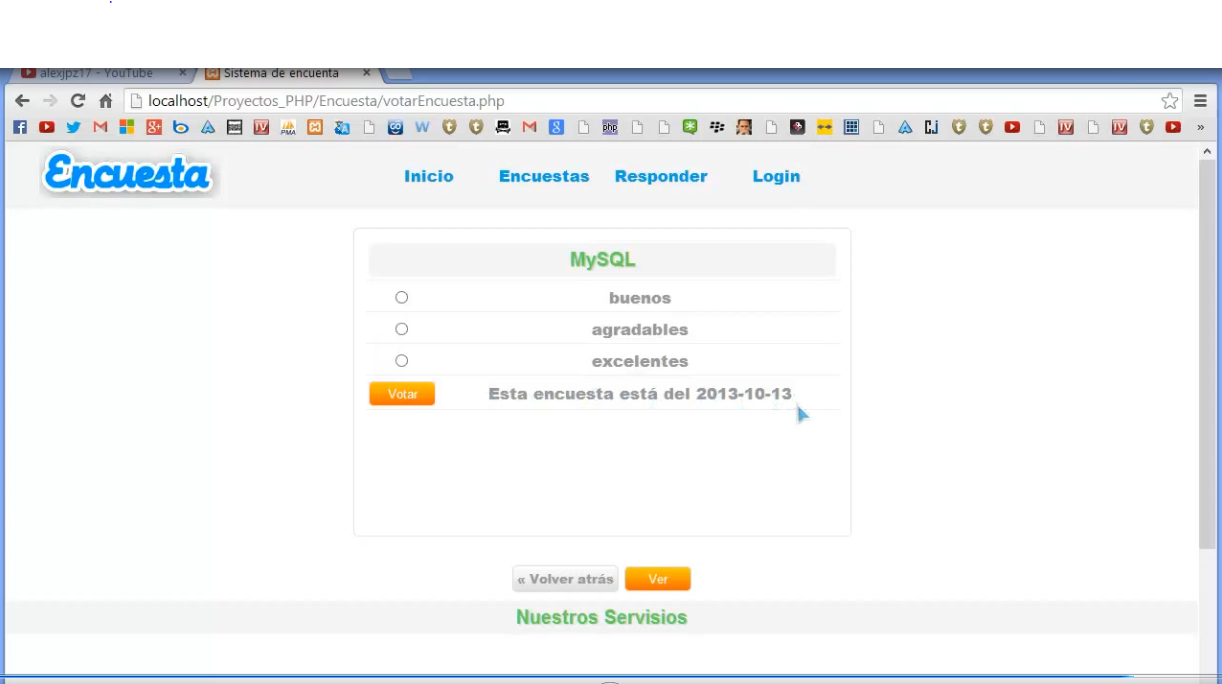 alexjpz17 - YouTube × Sistema de encuenta ×
localhost/Proyectos_PHP/Encuesta/votarEncuesta.php
Encuesta Inicio Encuestas Responder Login
MySQL
buenos
agradables
excelentes
Votar Esta encuesta está del 2013-10-13
« Volver atrás Ver
Nuestros Servisios